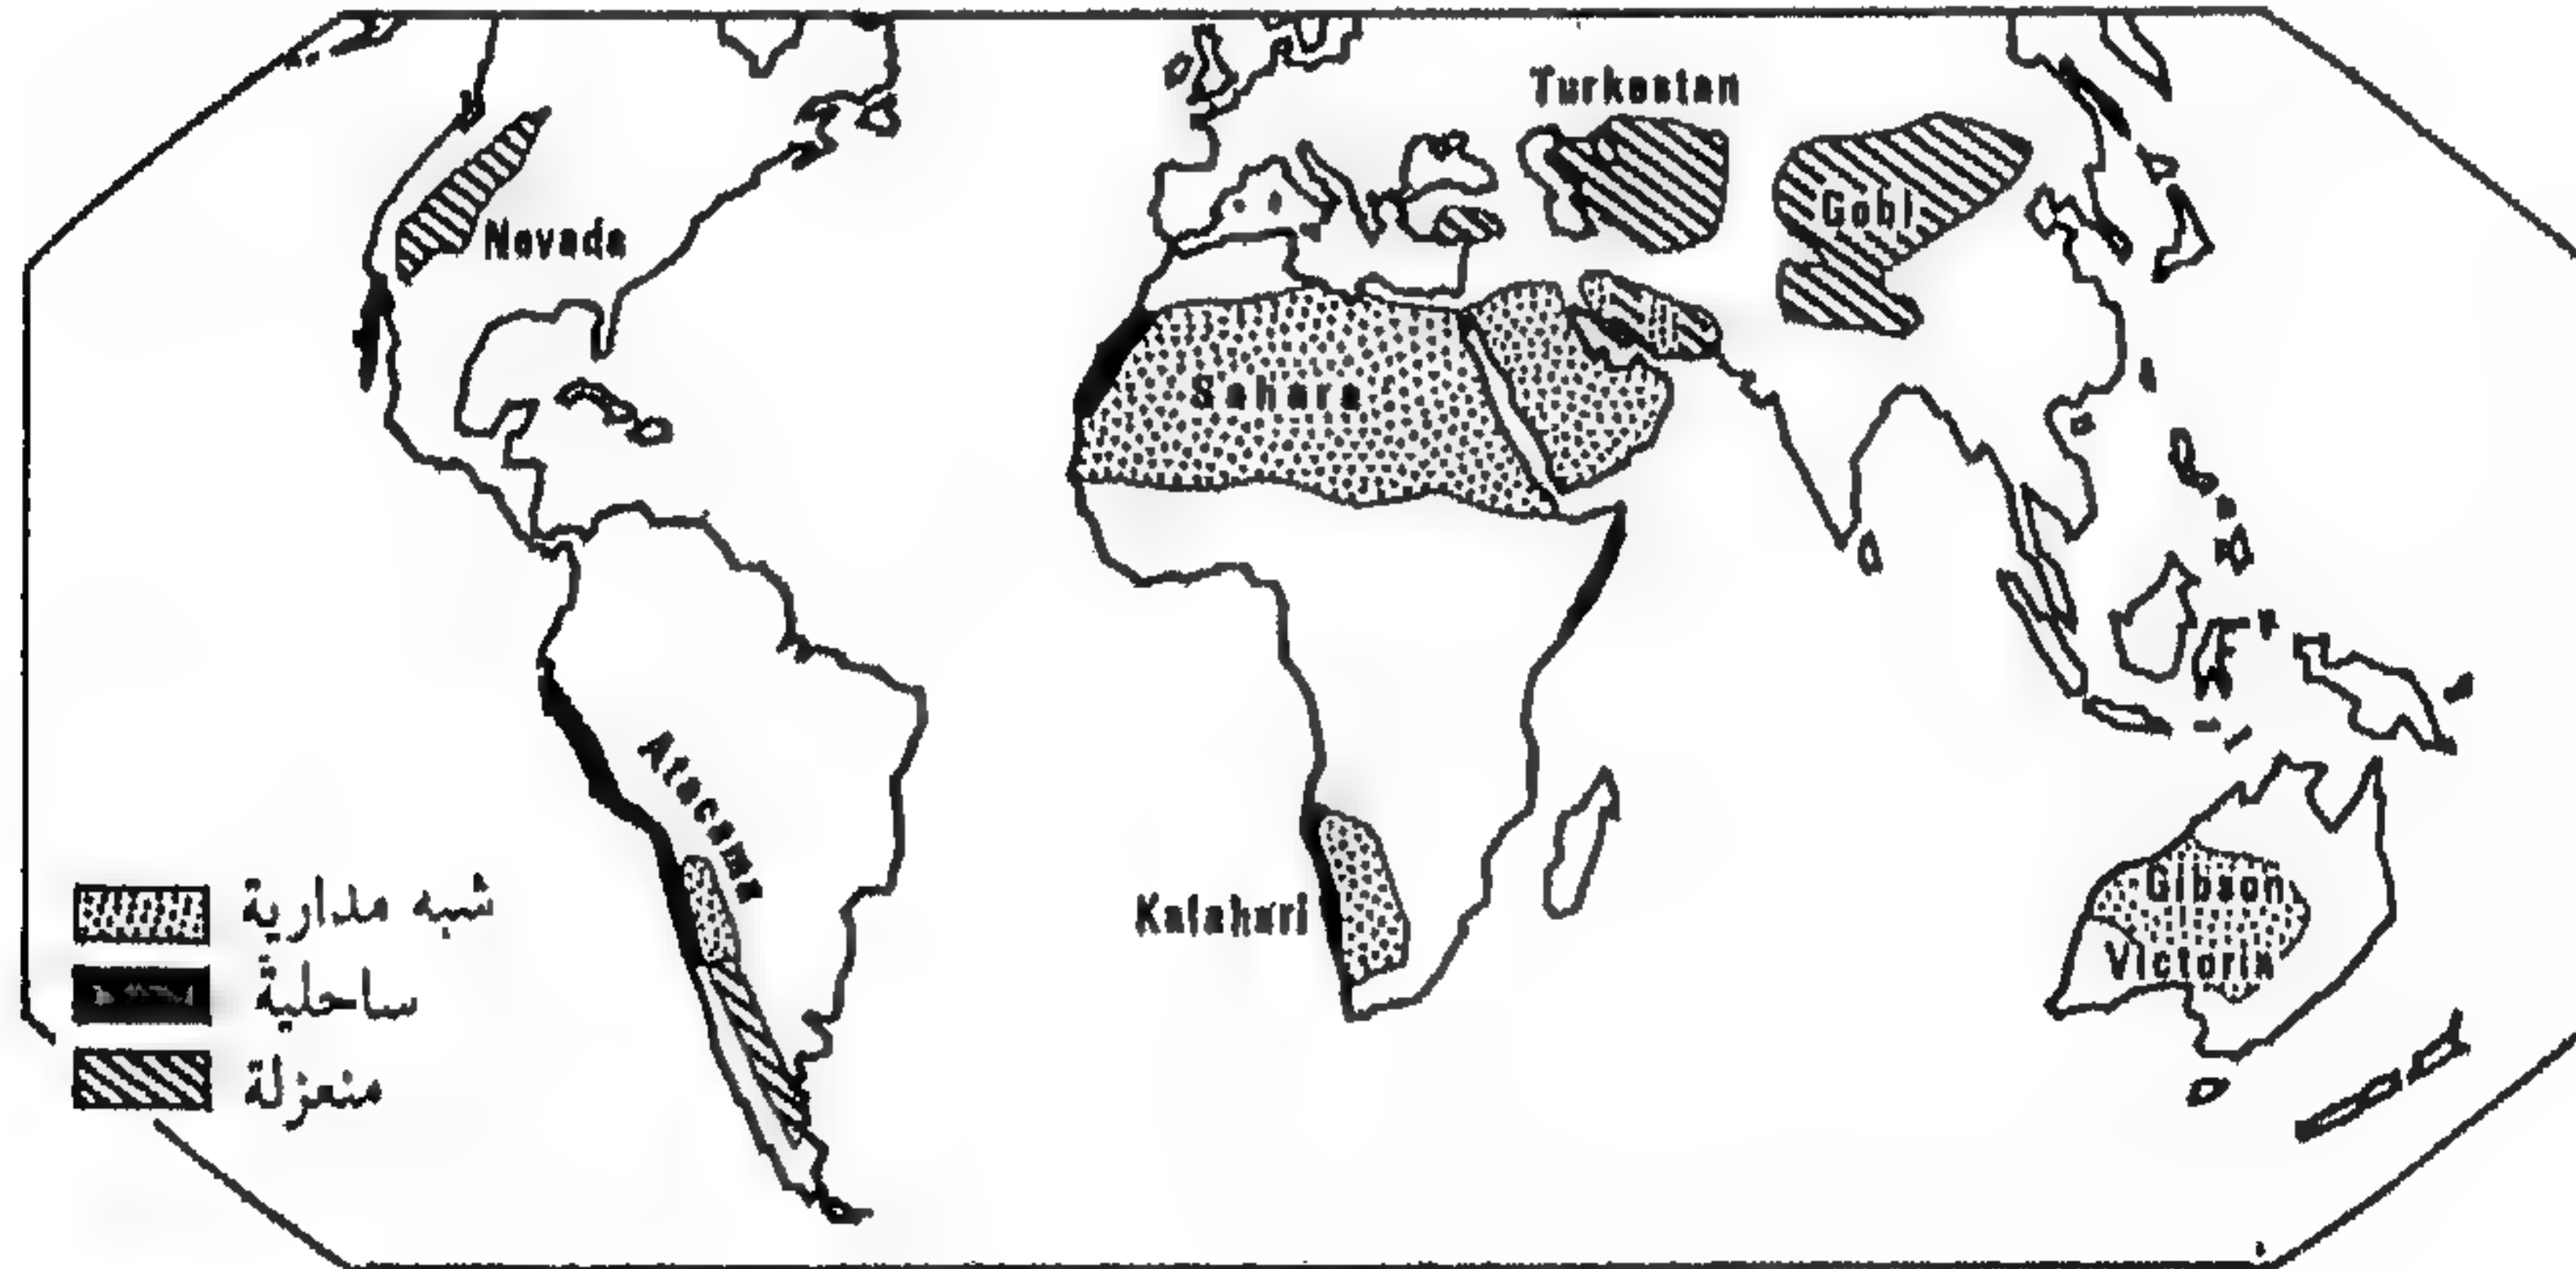 Turkestan
Gobi
Nevada
Sahara
Atacama
Kalahari
Gibson
Victoria
شبه مدارية
ساحلية
منعزلة